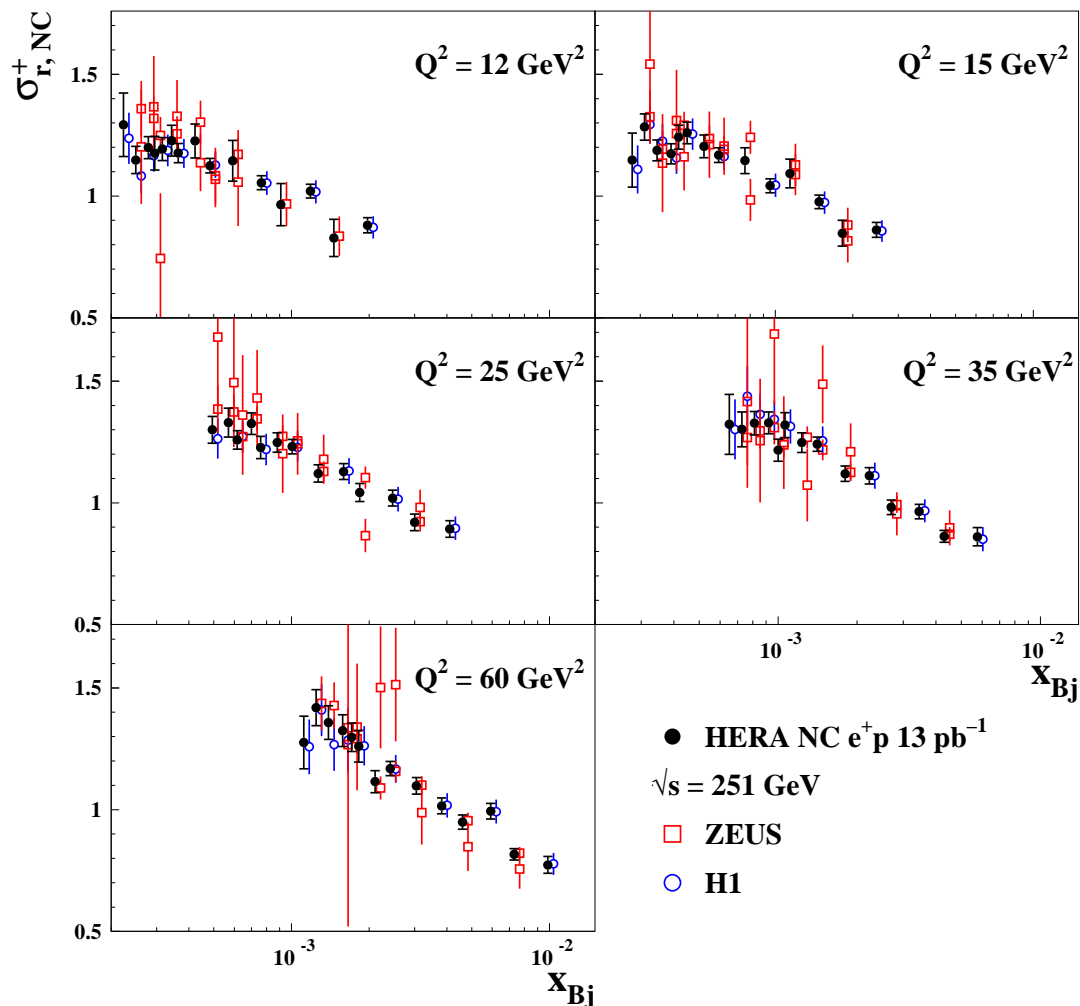 σ⁺r, NC
Q² = 12 GeV²
Q² = 15 GeV²
1.5
1
0.5
Q² = 25 GeV²
Q² = 35 GeV²
1.5
1
0.5
10⁻³
10⁻²
xBj
Q² = 60 GeV²
1.5
1
0.5
10⁻³
10⁻²
xBj
HERA NC e⁺p 13 pb⁻¹
√s = 251 GeV
ZEUS
H1